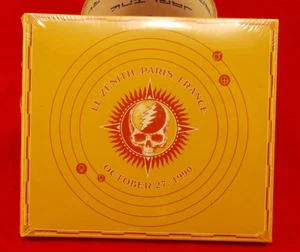 LE ZENITH, PARIS, FRANCE
OCTOBER 27, 1990